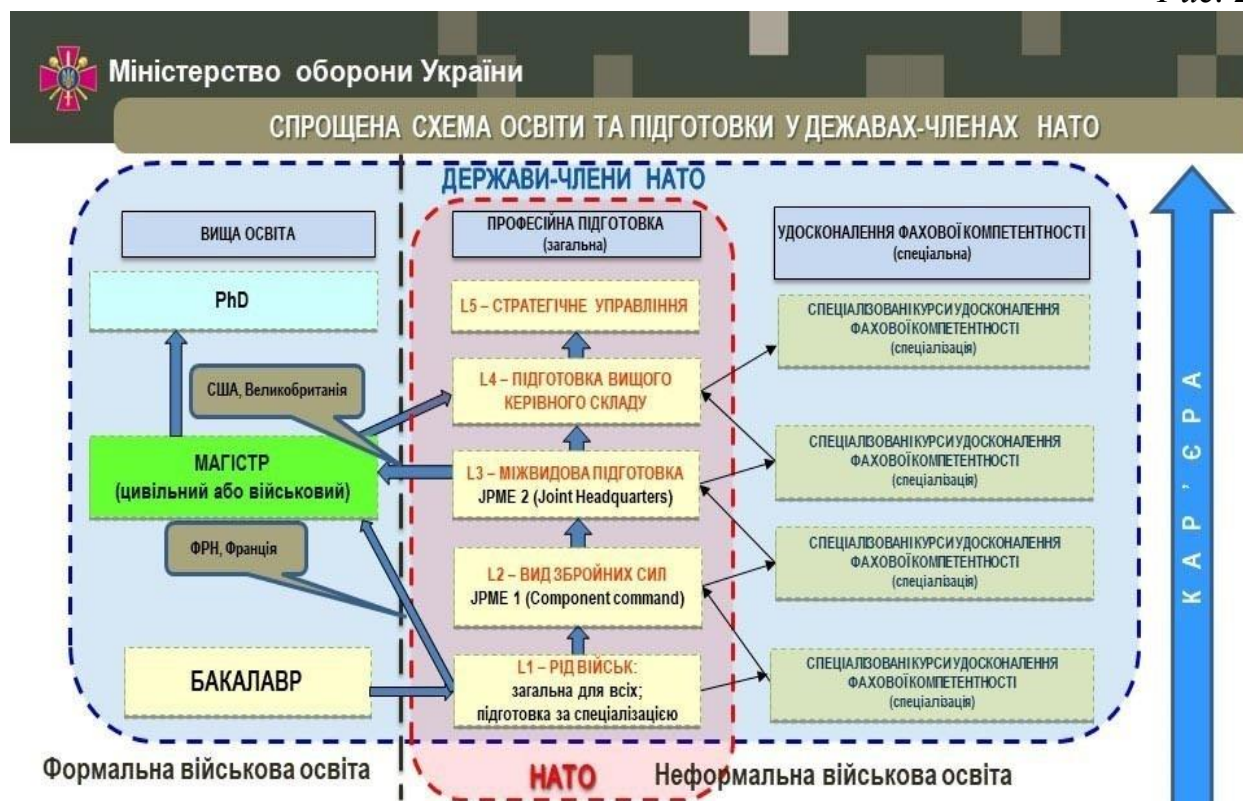 Рис. 2
Міністерство оборони України
СПРОЩЕНА СХЕМА ОСВІТИ ТА ПІДГОТОВКИ У ДЕЖАВАХ-ЧЛЕНАХ НАТО
ДЕРЖАВИ-ЧЛЕНИ НАТО
ВИЩА ОСВІТА
ПРОФЕСІЙНА ПІДГОТОВКА
(загальна)
УДОСКОНАЛЕННЯ ФАХОВОЇ КОМПЕТЕНТНОСТІ
(спеціальна)
PhD
L5 – СТРАТЕГІЧНЕ УПРАВЛІННЯ
СПЕЦІАЛІЗОВАНІ КУРСИ УДОСКОНАЛЕННЯ
ФАХОВОЇ КОМПЕТЕНТНОСТІ
(спеціалізація)
США, Великобританія
L4 – ПІДГОТОВКА ВИЩОГО
КЕРІВНОГО СКЛАДУ
МАГІСТР
(цивільний або військовий)
L3 – МІЖВИДОВА ПІДГОТОВКА
JPME 2 (Joint Headquarters)
СПЕЦІАЛІЗОВАНІ КУРСИ УДОСКОНАЛЕННЯ
ФАХОВОЇ КОМПЕТЕНТНОСТІ
(спеціалізація)
ФРН, Франція
L2 – ВИД ЗБРОЙНИХ СИЛ
JPME 1 (Component command)
СПЕЦІАЛІЗОВАНІ КУРСИ УДОСКОНАЛЕННЯ
ФАХОВОЇ КОМПЕТЕНТНОСТІ
(спеціалізація)
БАКАЛАВР
L1 – РІД ВІЙСЬК:
загальна для всіх;
підготовка за спеціалізацією
СПЕЦІАЛІЗОВАНІ КУРСИ УДОСКОНАЛЕННЯ
ФАХОВОЇ КОМПЕТЕНТНОСТІ
(спеціалізація)
КАР'ЄРА
Формальна військова освіта
НАТО
Неформальна військова освіта